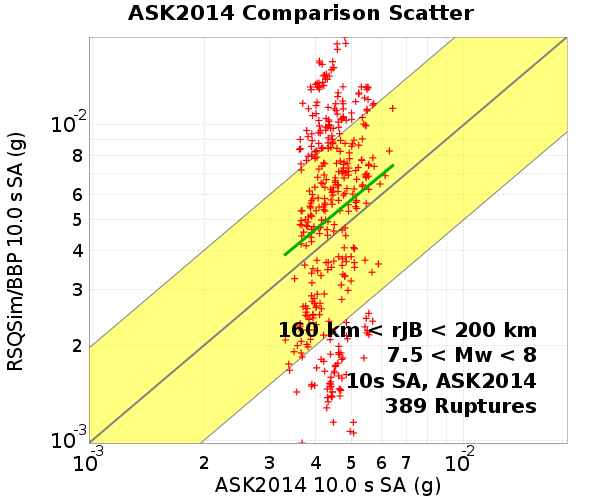 ASK2014 Comparison Scatter
RSQSim/BBP 10.0 s SA (g)
10-2
8
6
5
4
3
2
10-3
160 km < rJB < 200 km
7.5 < Mw < 8
10s SA, ASK2014
389 Ruptures
10-3 2 3 4 5 6 7 10-2
ASK2014 10.0 s SA (g)